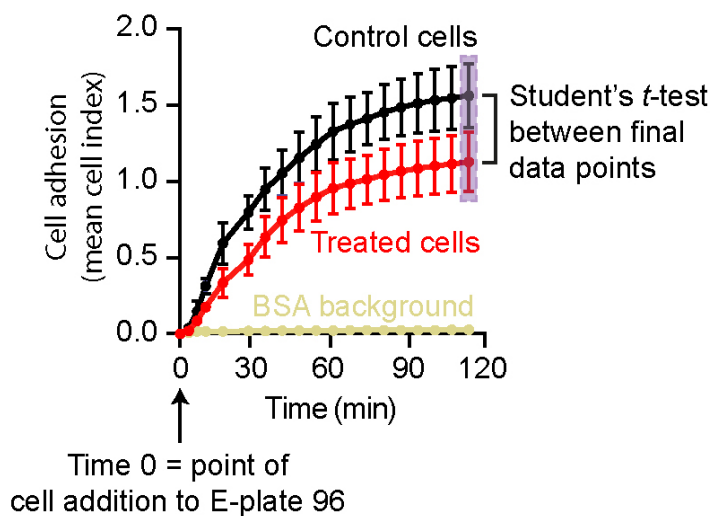 2.0
Control cells
1.5
Student's t-test
between final
data points
Cell adhesion
(mean cell index)
1.0
Treated cells
0.5
BSA background
0.0
0
30
60
90
120
Time (min)
Time 0 = point of
cell addition to E-plate 96